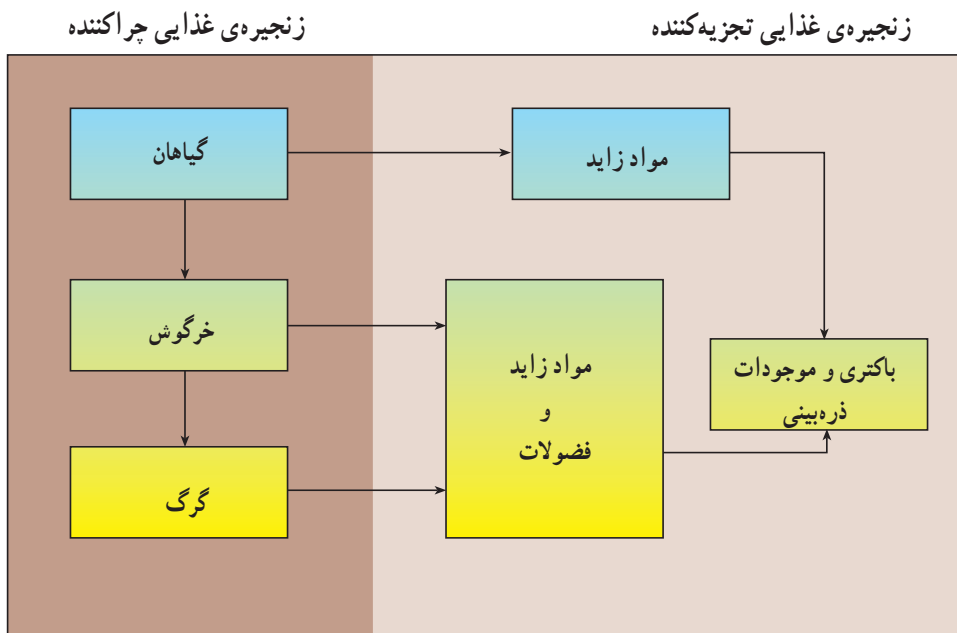 زنجیره‌ی غذایی تجزیه‌کننده
زنجیره‌ی غذایی چراکننده
گیاهان
مواد زاید
خرگوش
مواد زاید
و
فضولات
باکتری و موجودات
ذره‌بینی
گرگ